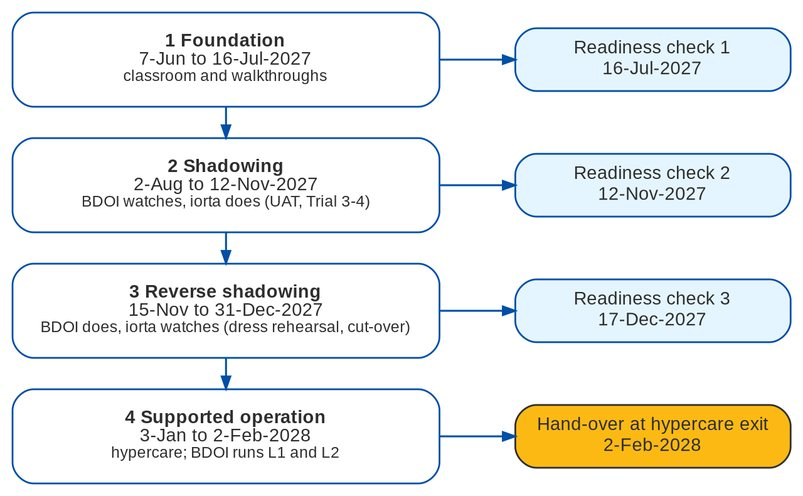 1 Foundation
7-Jun to 16-Jul-2027
classroom and walkthroughs
Readiness check 1
16-Jul-2027
2 Shadowing
2-Aug to 12-Nov-2027
BDOI watches, iorta does (UAT, Trial 3-4)
Readiness check 2
12-Nov-2027
3 Reverse shadowing
15-Nov to 31-Dec-2027
BDOI does, iorta watches (dress rehearsal, cut-over)
Readiness check 3
17-Dec-2027
4 Supported operation
3-Jan to 2-Feb-2028
hypercare; BDOI runs L1 and L2
Hand-over at hypercare exit
2-Feb-2028